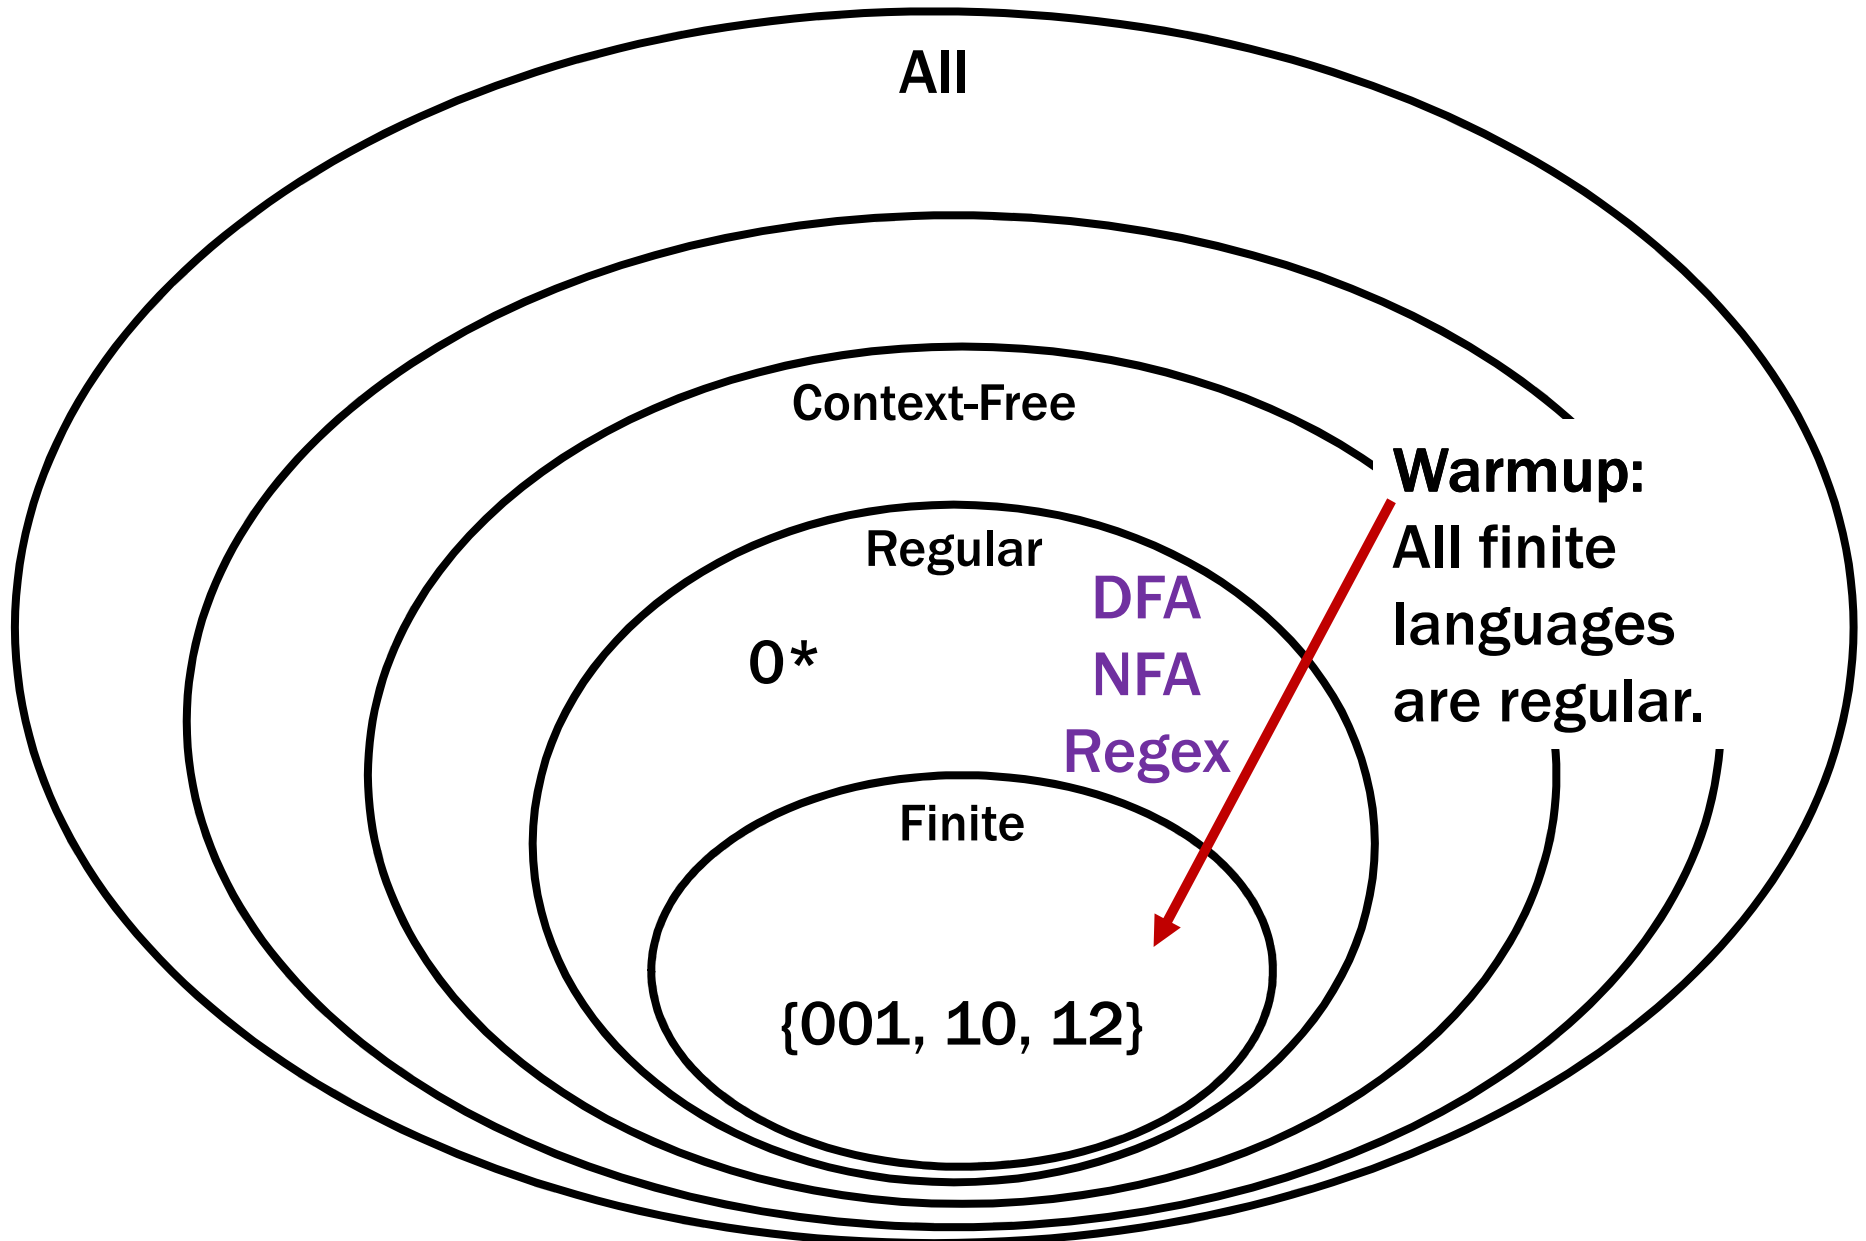 All
Context-Free
Warmup:
All finite
languages
are regular.
Regular
DFA
NFA
Regex
0*
Finite
{001, 10, 12}